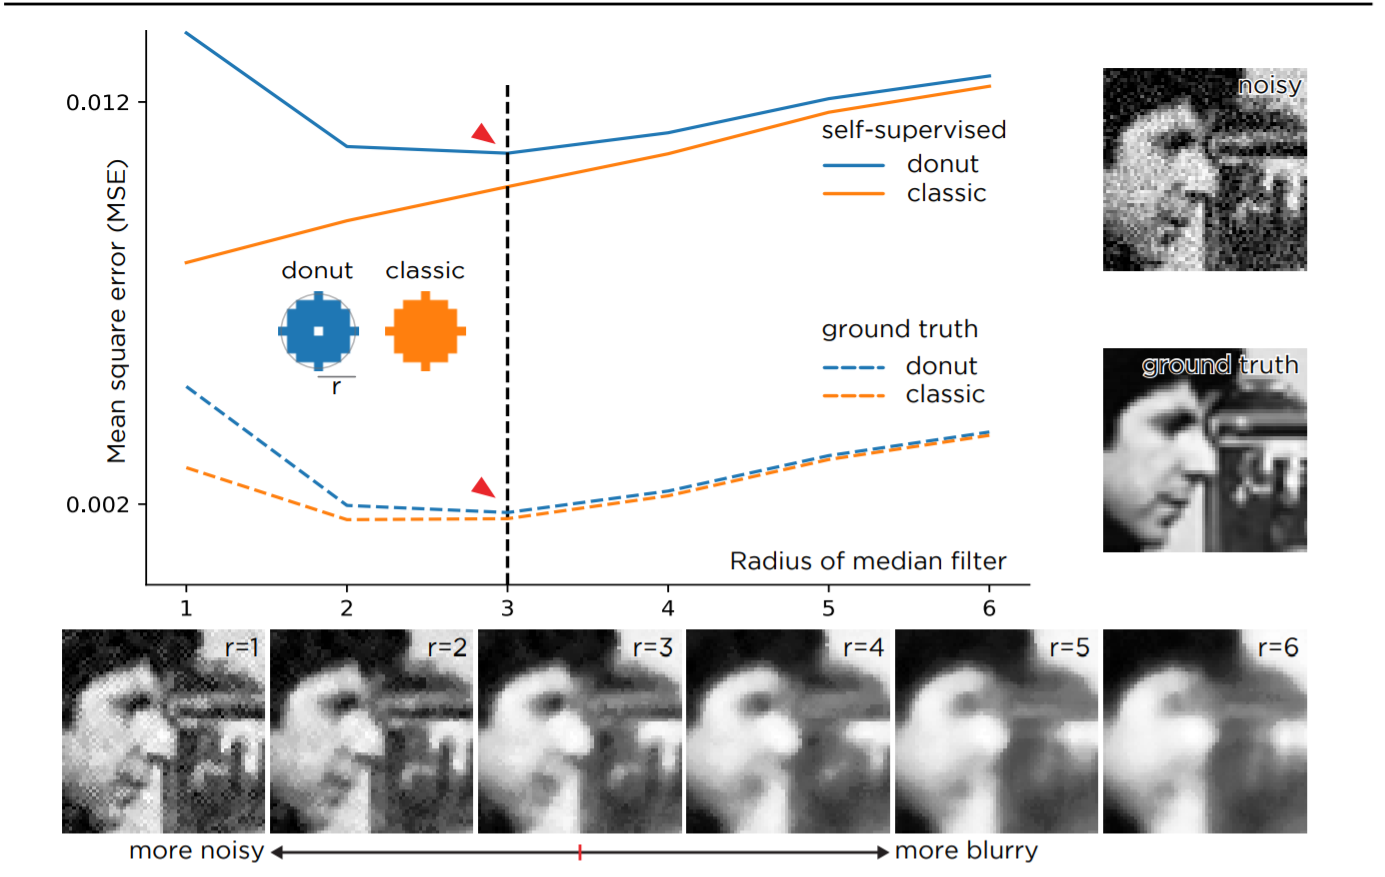 0.012
0.002
Mean square error (MSE)
self-supervised
donut
classic
donut classic
r
ground truth
donut
classic
Radius of median filter
1 2 3 4 5 6
noisy
ground truth
r=1 r=2 r=3 r=4 r=5 r=6
more noisy more blurry